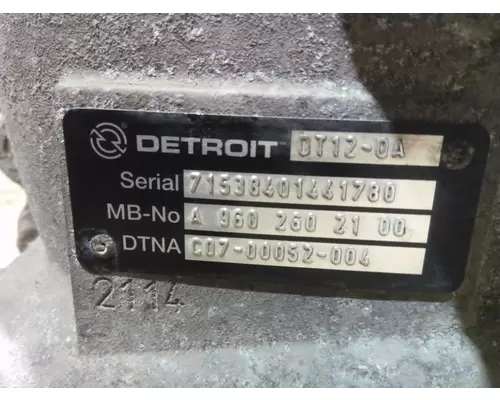 DETROIT DT12-OA
Serial 71538401441780
MB-No A 960 260 21 00
DTNA C07-00052-004
2114